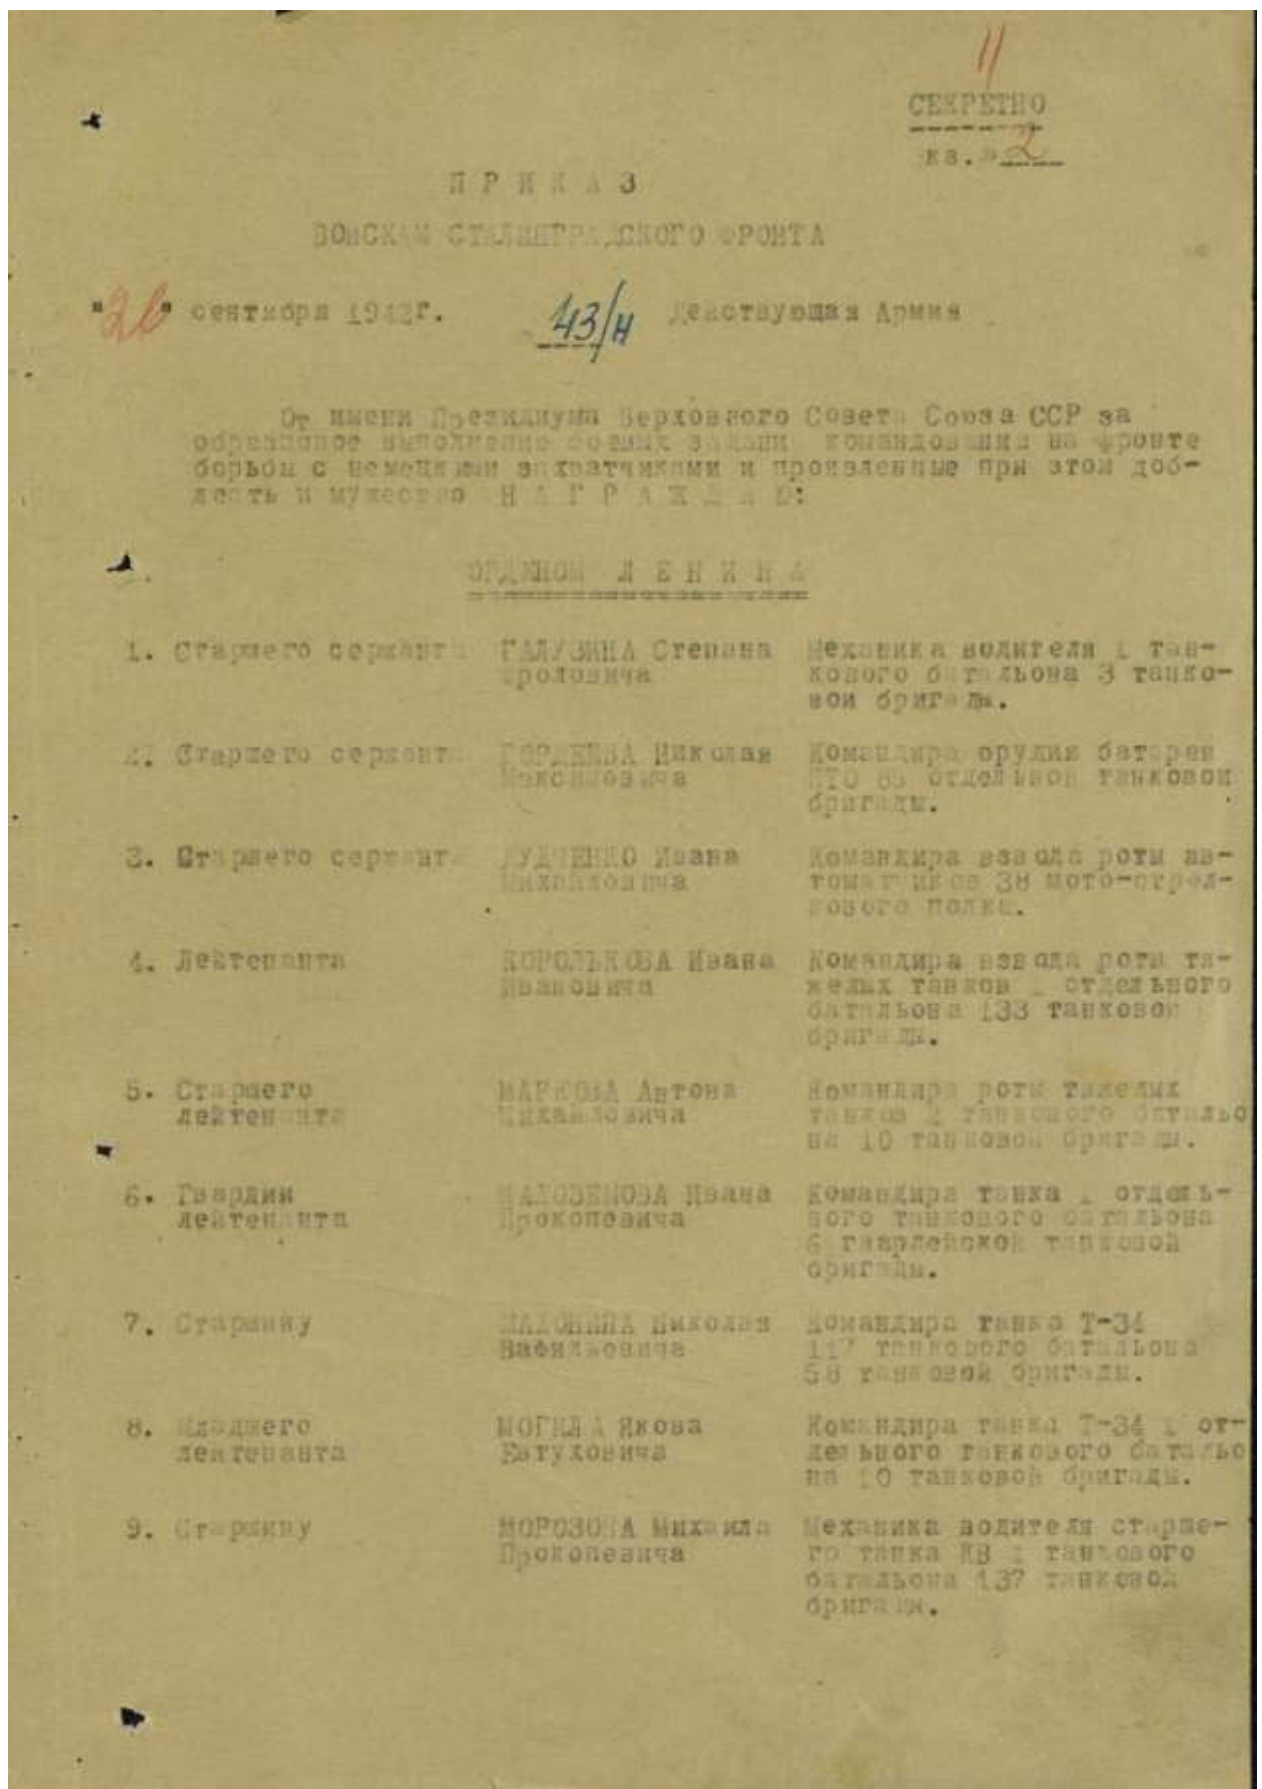 11
СЕКРЕТНО
кз. № 2
П Р И К А З
ВОЙСКАМ СТАЛИНГРАДСКОГО ФРОНТА
"26" сентября 1942г. 43/н Действующая Армия
От имени Президиума Верховного Совета Союза ССР за
образцовое выполнение боевых заданий командования на фронте
борьбы с немецкими захватчиками и проявленные при этом доб-
лесть и мужество Н А Г Р А Ж Д А Ю:
ОРДЕНОМ Л Е Н И Н А
1. Старшего сержанта ГАЛУЗИНА Степана Механика водителя 1 тан-
Фроловича кового батальона 3 танко-
вой бригады.
2. Старшего сержанта ГОРДЕЕВА Николая Командира орудия батареи
Максимовича ПТО отдельной танковой
бригады.
3. Старшего сержанта ДУДЧЕНКО Ивана Командира взвода роты ав-
Михайловича томатчиков 38 мото-стрел-
кового полка.
4. Лейтенанта КОРОЛЬКОВА Ивана Командира взвода роты тя-
Ивановича желых танков 1 отдельного
батальона 133 танковой
бригады.
5. Старшего МАРКОВА Антона Командира роты тяжелых
лейтенанта Михайловича танков 2 танкового батальо
на 10 танковой бригады.
6. Гвардии МАЛОЗЕМОВА Ивана Командира танка 1 отдель-
лейтенанта Прокопевича ного танкового батальона
6 гвардейской танковой
бригады.
7. Старшину Николая Командира танка Т-34
Вафильовича 117 танкового батальона
58 танковой бригады.
8. Младшего МОГИЛА Якова Командира танка Т-34 1 от-
лейтенанта Евтуховича дельного танкового батальо
на 10 танковой бригады.
9. Старшину МОРОЗОВА Михаила Механика водителя старше-
Прокопевича го танка КВ 1 танкового
батальона 137 танковой
бригады.